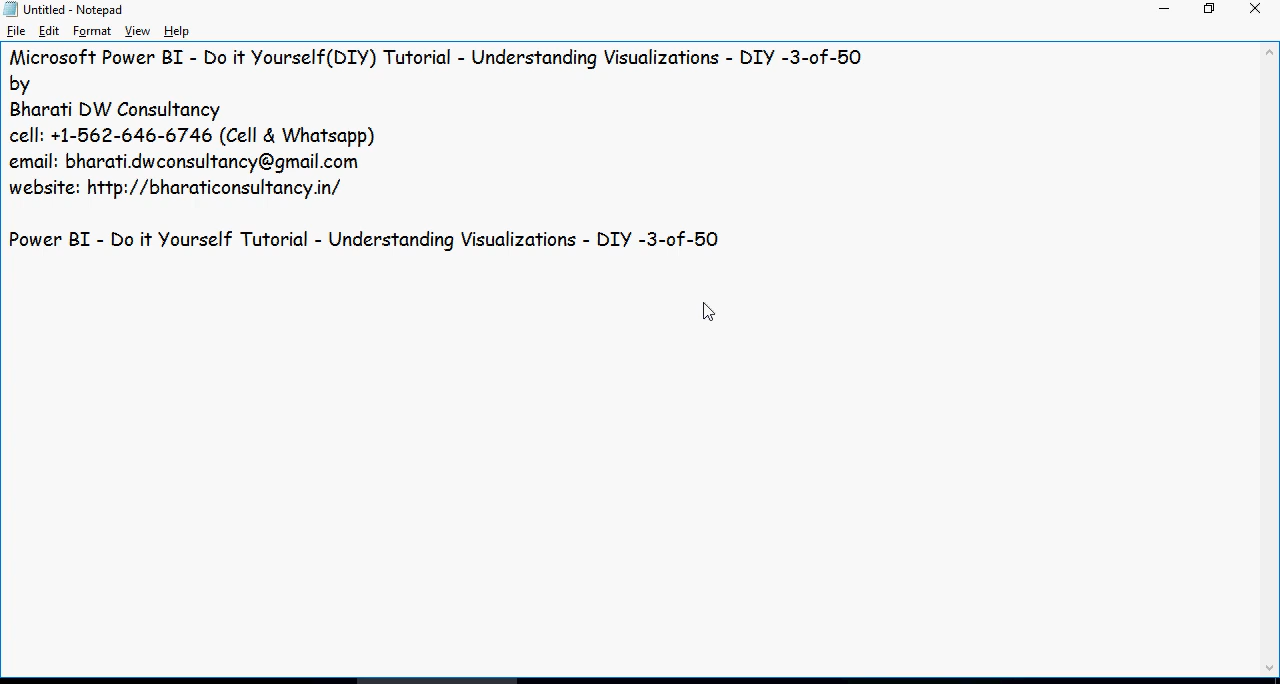 Untitled - Notepad
File Edit Format View Help
Microsoft Power BI - Do it Yourself(DIY) Tutorial - Understanding Visualizations - DIY -3-of-50
by
Bharati DW Consultancy
cell: +1-562-646-6746 (Cell & Whatsapp)
email: bharati.dwconsultancy@gmail.com
website: http://bharaticonsultancy.in/
Power BI - Do it Yourself Tutorial - Understanding Visualizations - DIY -3-of-50